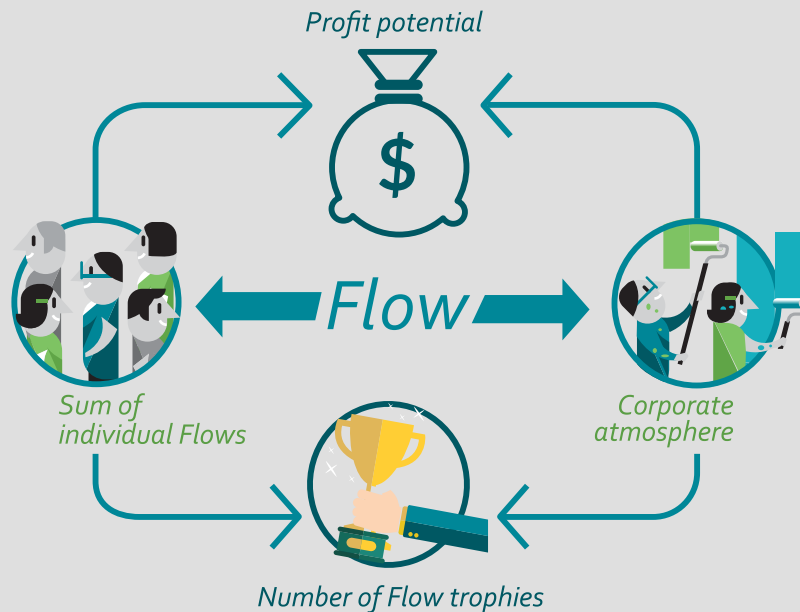 Profit potential
$
Flow
Sum of
individual Flows
Corporate
atmosphere
Number of Flow trophies